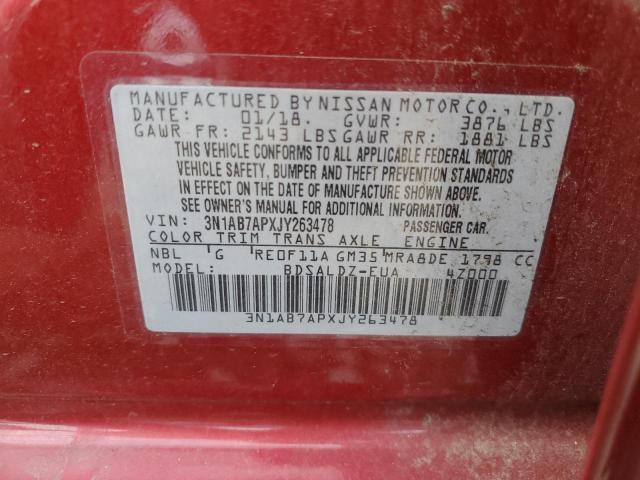 MANUFACTURED BY NISSAN MOTOR CO., LTD.
DATE: 01/18. GVWR: 3876 LBS
GAWR FR: 2143 LBS GAWR RR: 1881 LBS
THIS VEHICLE CONFORMS TO ALL APPLICABLE FEDERAL MOTOR
VEHICLE SAFETY, BUMPER AND THEFT PREVENTION STANDARDS
IN EFFECT ON THE DATE OF MANUFACTURE SHOWN ABOVE.
SEE OWNER'S MANUAL FOR ADDITIONAL INFORMATION.
VIN: 3N1AB7APXJY263478 PASSENGER CAR.
COLOR TRIM TRANS AXLE ENGINE
NBL G RE0F11A GM35 MRA8DE 1798 CC
MODEL: BDSALDZ-EUA 4Z000
3N1AB7APXJY263478